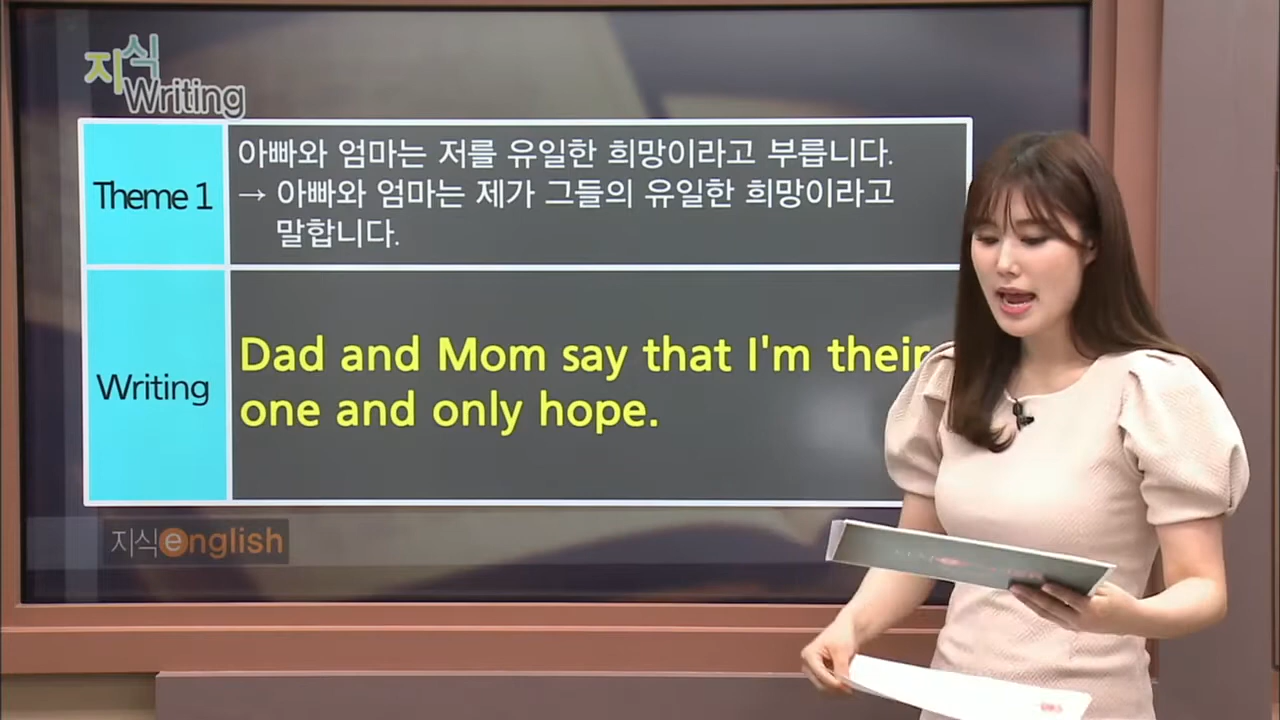 지식
Writing
Theme 1
아빠와 엄마는 저를 유일한 희망이라고 부릅니다.
→ 아빠와 엄마는 제가 그들의 유일한 희망이라고
말합니다.
Writing
Dad and Mom say that I'm their
one and only hope.
지식english